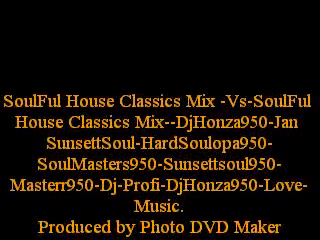 SoulFul House Classics Mix -Vs-SoulFul
House Classics Mix--DjHonza950-Jan
SunsettSoul-HardSoulopa950-
SoulMasters950-Sunsettsoul950-
Masterr950-Dj-Profi-DjHonza950-Love-
Music.
Produced by Photo DVD Maker